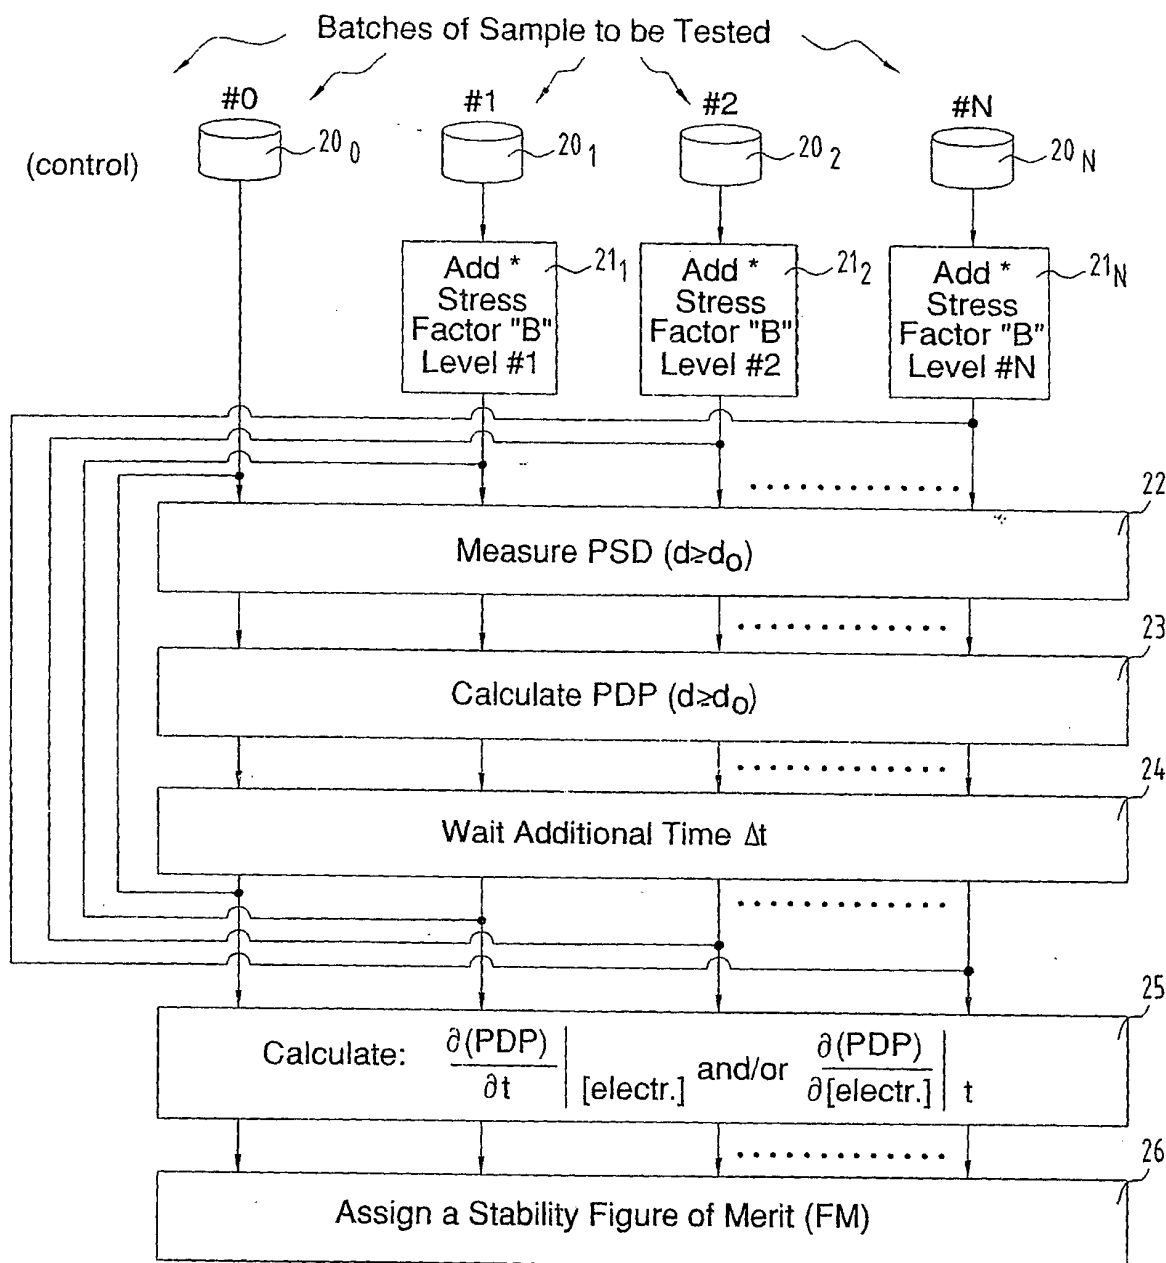 Batches of Sample to be Tested
#0 #1 #2 #N
(control) 20 0 20 1 20 2 20 N
Add * Stress Factor "B" Level #1
21 1
Add * Stress Factor "B" Level #2
21 2
Add * Stress Factor "B" Level #N
21 N
22
Measure PSD (d≥do)
23
Calculate PDP (d≥do)
24
Wait Additional Time Δt
25
Calculate: ∂(PDP)/∂t | [electr.] and/or ∂(PDP)/∂[electr.] | t
26
Assign a Stability Figure of Merit (FM)